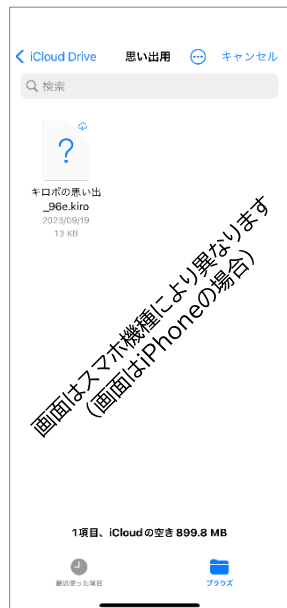 iCloud Drive 思い出用 キャンセル
検索
キロポの思い出
_96e.kiro
2023/09/19
13 KB
画面はスマホ機種により異なります
(画面はiPhoneの場合)
1項目、iCloudの空き 899.8 MB
最近使った項目 ブラウズ